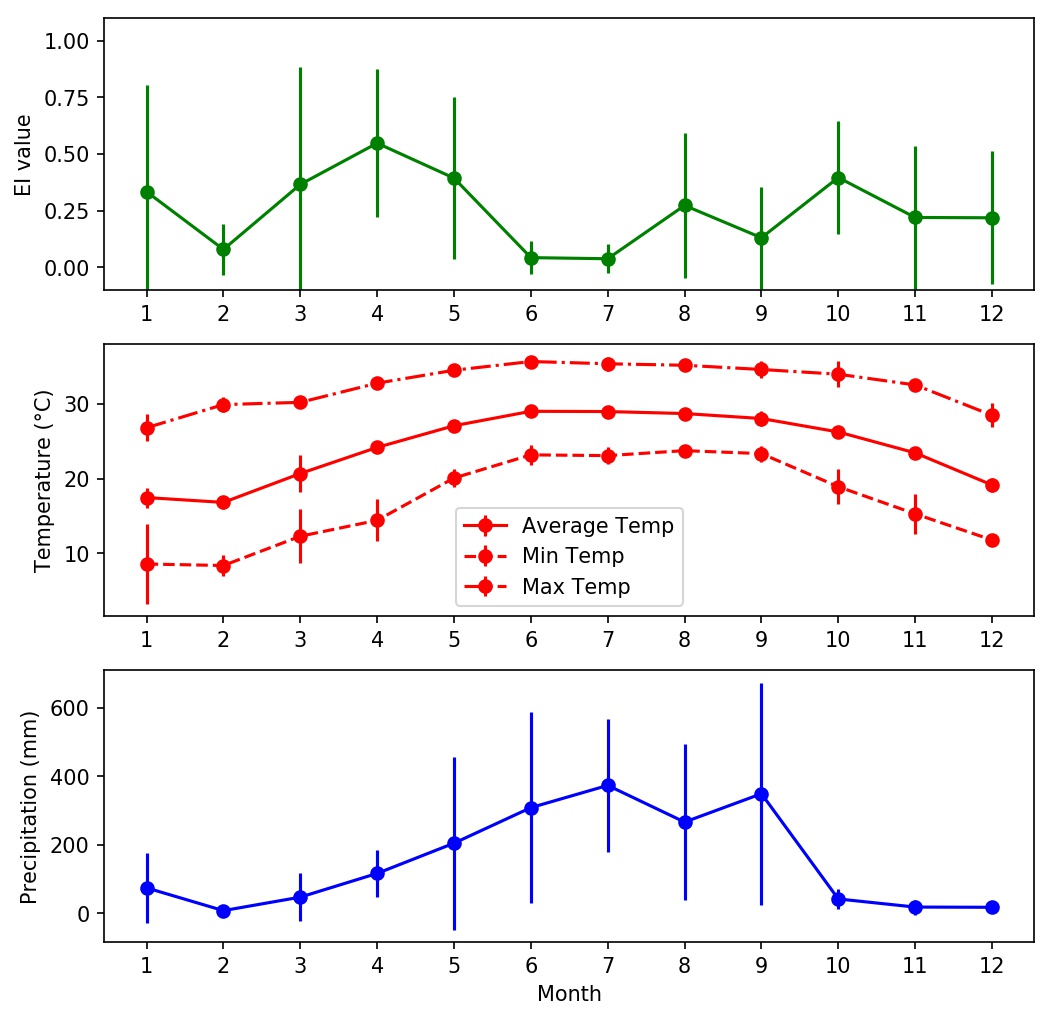 1.00
0.75
0.50
0.25
0.00
EI value
1 2 3 4 5 6 7 8 9 10 11 12
30
20
10
Temperature (°C)
Average Temp
Min Temp
Max Temp
1 2 3 4 5 6 7 8 9 10 11 12
600
400
200
0
Precipitation (mm)
1 2 3 4 5 6 7 8 9 10 11 12
Month